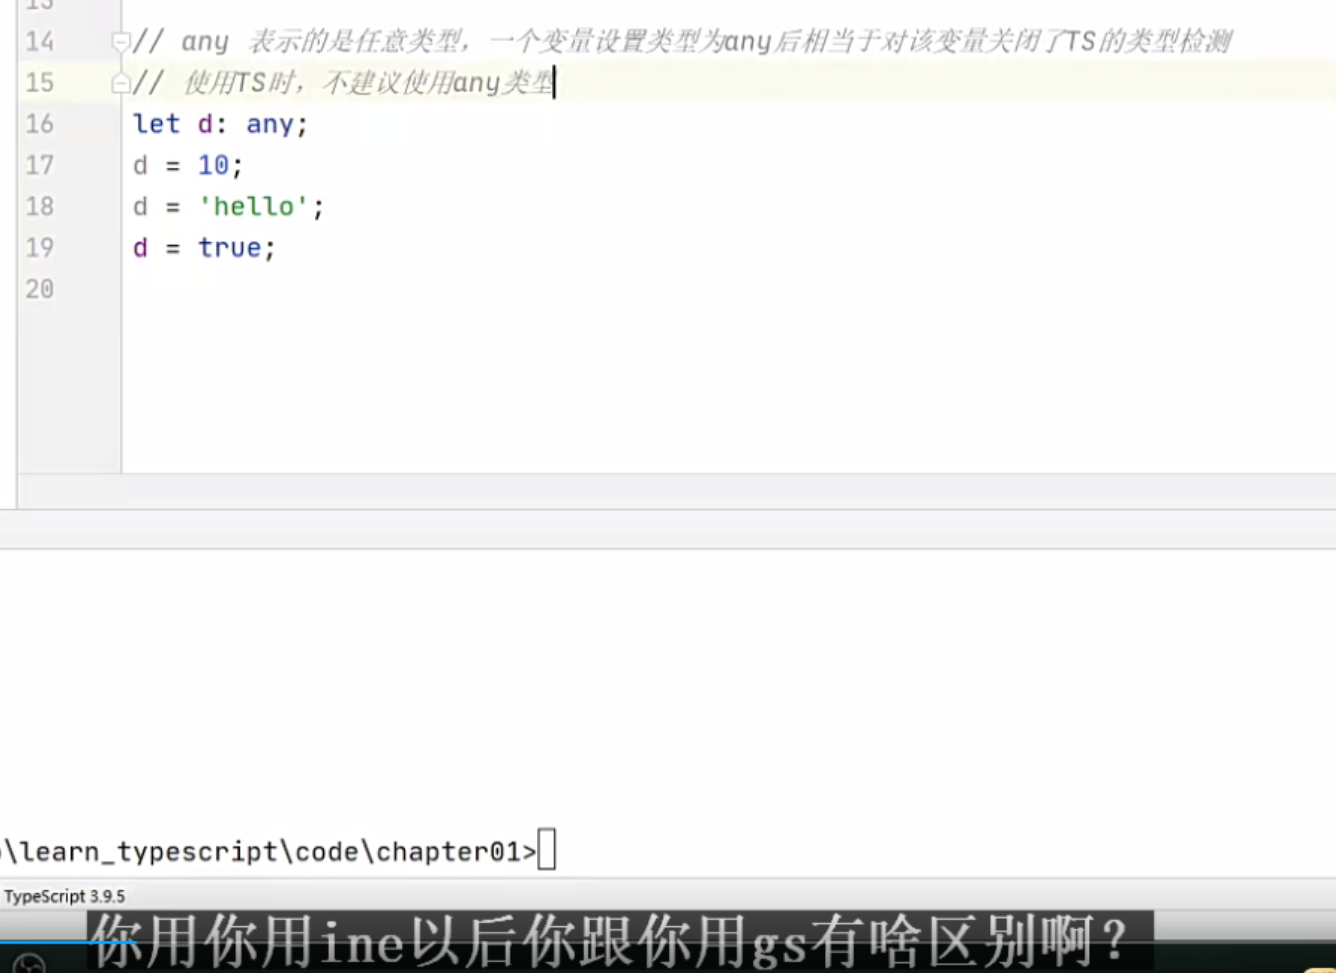 13
14 // any 表示的是任意类型，一个变量设置类型为any后相当于对该变量关闭了TS的类型检测
15 // 使用TS时，不建议使用any类型
16 let d: any;
17 d = 10;
18 d = 'hello';
19 d = true;
20
\learn_typescript\code\chapter01>
TypeScript 3.9.5
你用你用ine以后你跟你用gs有啥区别啊？